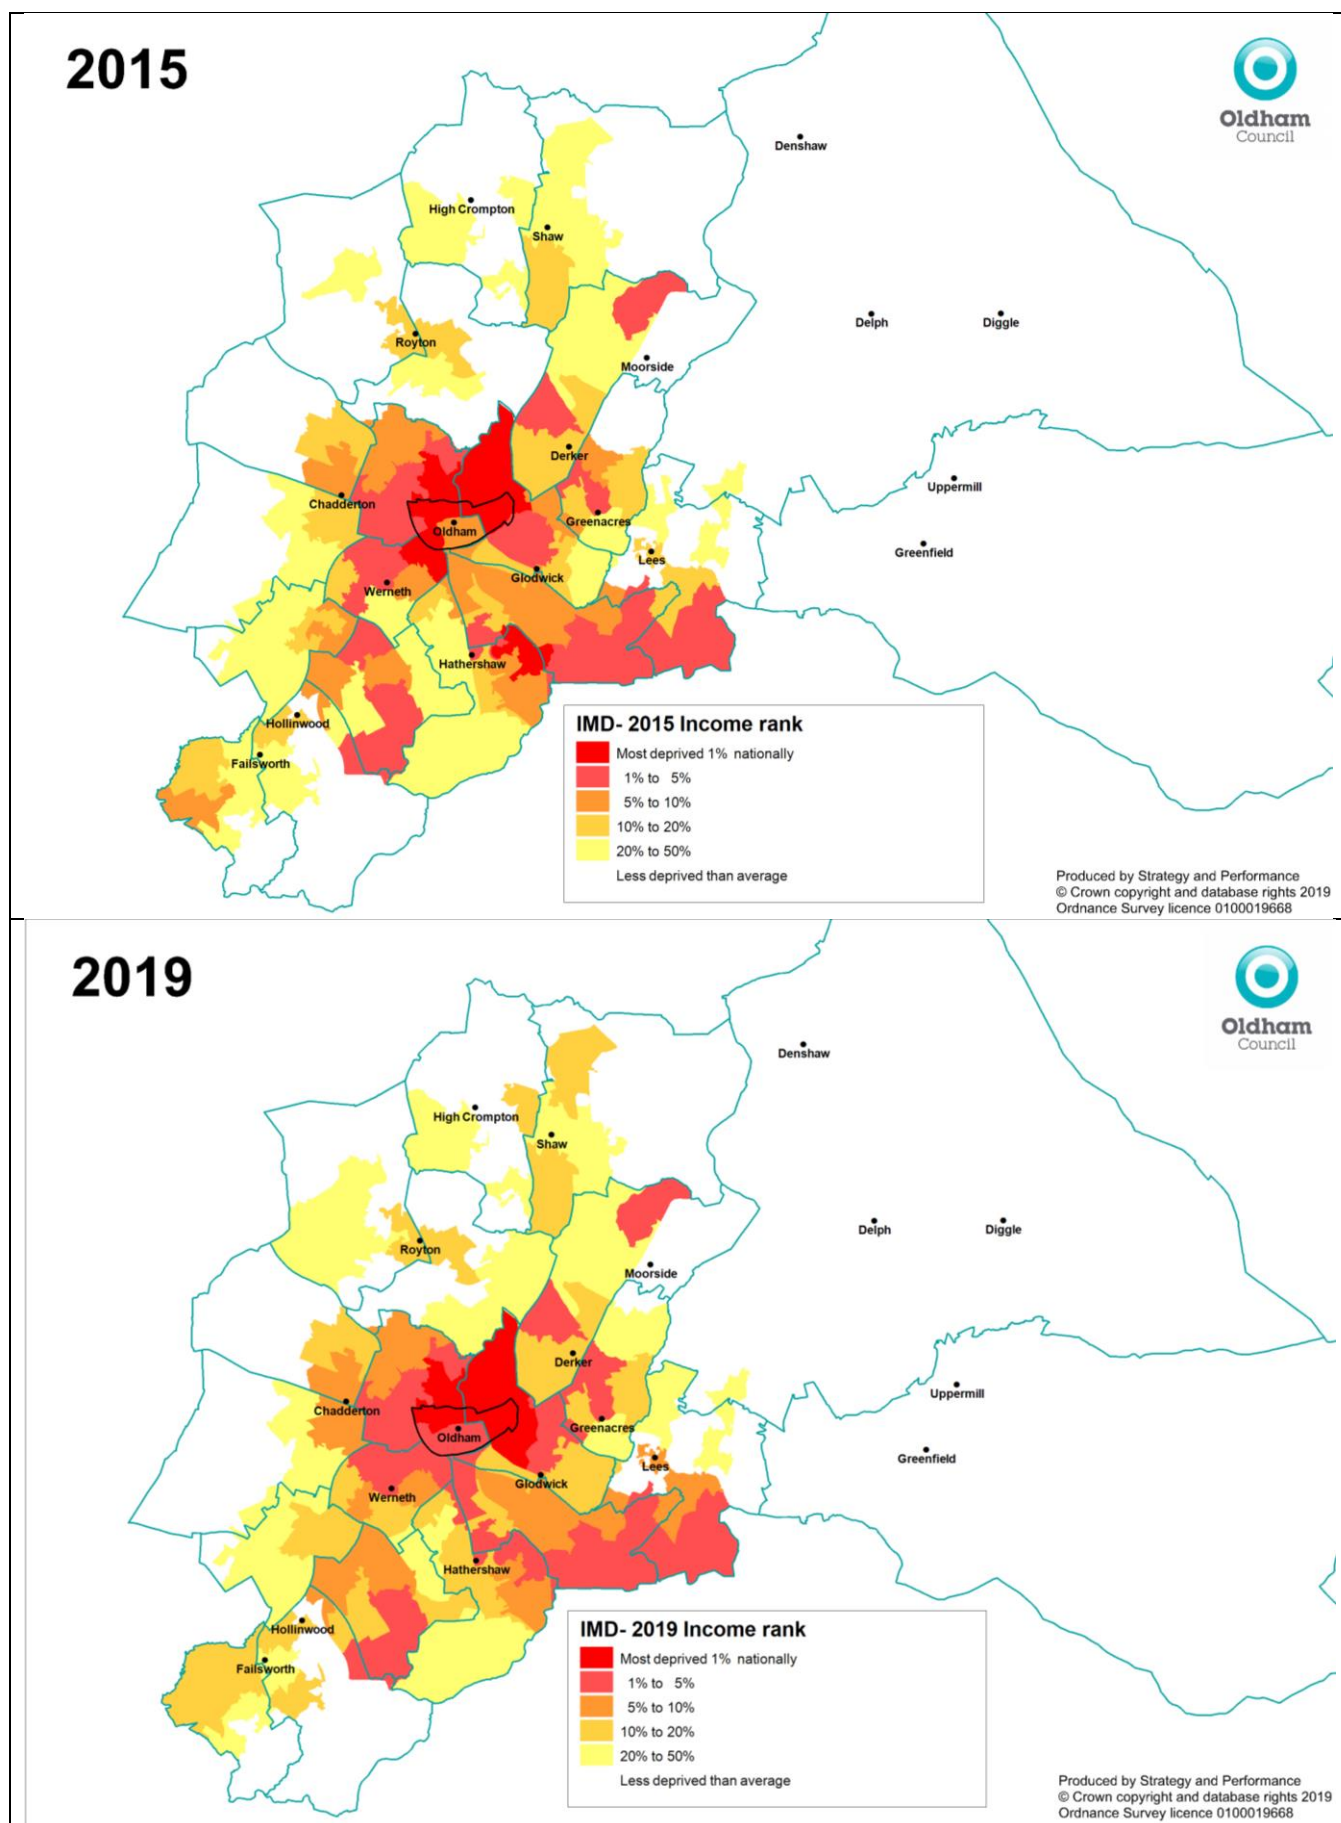 2015
Oldham
Council
Denshaw
High Crompton
Shaw
Delph
Diggle
Royton
Moorside
Derker
Chadderton
Uppermill
Oldham
Greenacres
Greenfield
Lees
Glodwick
Werneth
Hathershaw
Hollinwood
Failsworth
IMD- 2015 Income rank
Most deprived 1% nationally
1% to 5%
5% to 10%
10% to 20%
20% to 50%
Less deprived than average
Produced by Strategy and Performance
© Crown copyright and database rights 2019
Ordnance Survey licence 0100019668
2019
Oldham
Council
Denshaw
High Crompton
Shaw
Delph
Diggle
Royton
Moorside
Derker
Uppermill
Chadderton
Greenacres
Oldham
Greenfield
Lees
Glodwick
Werneth
Hathershaw
Hollinwood
Failsworth
IMD- 2019 Income rank
Most deprived 1% nationally
1% to 5%
5% to 10%
10% to 20%
20% to 50%
Less deprived than average
Produced by Strategy and Performance
© Crown copyright and database rights 2019
Ordnance Survey licence 0100019668